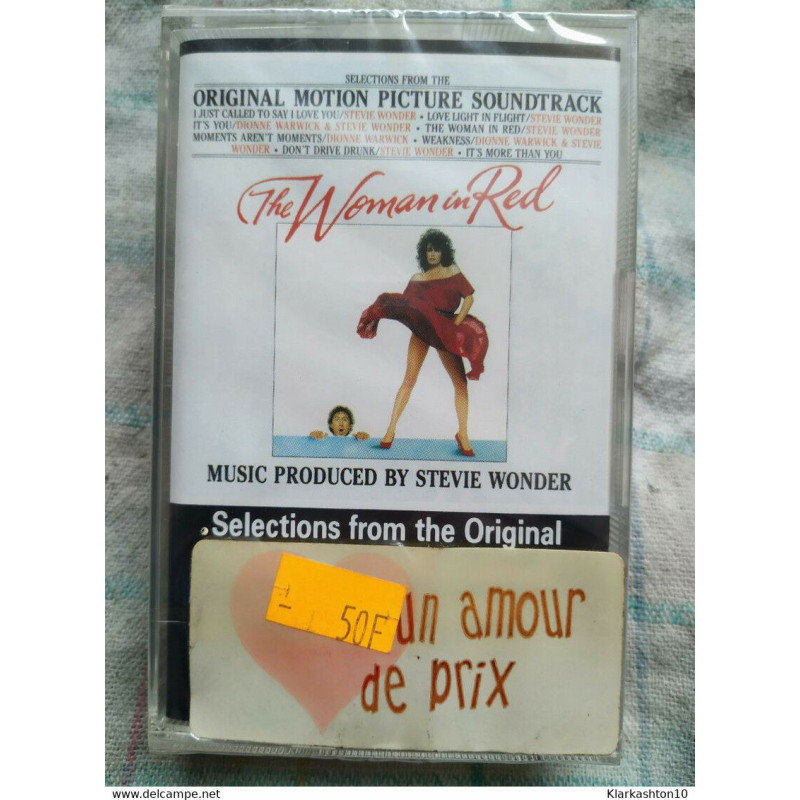 SELECTIONS FROM THE
ORIGINAL MOTION PICTURE SOUNDTRACK
I JUST CALLED TO SAY I LOVE YOU/STEVIE WONDER • LOVE LIGHT IN FLIGHT/STEVIE WONDER
IT'S YOU/DIONNE WARWICK & STEVIE WONDER • THE WOMAN IN RED/STEVIE WONDER
MOMENTS AREN'T MOMENTS/DIONNE WARWICK • WEAKNESS/DIONNE WARWICK & STEVIE
WONDER • DON'T DRIVE DRUNK/STEVIE WONDER • IT'S MORE THAN YOU
The Woman in Red
MUSIC PRODUCED BY STEVIE WONDER
Selections from the Original
50F
un amour
de prix
www.delcampe.net
Klarkashton10